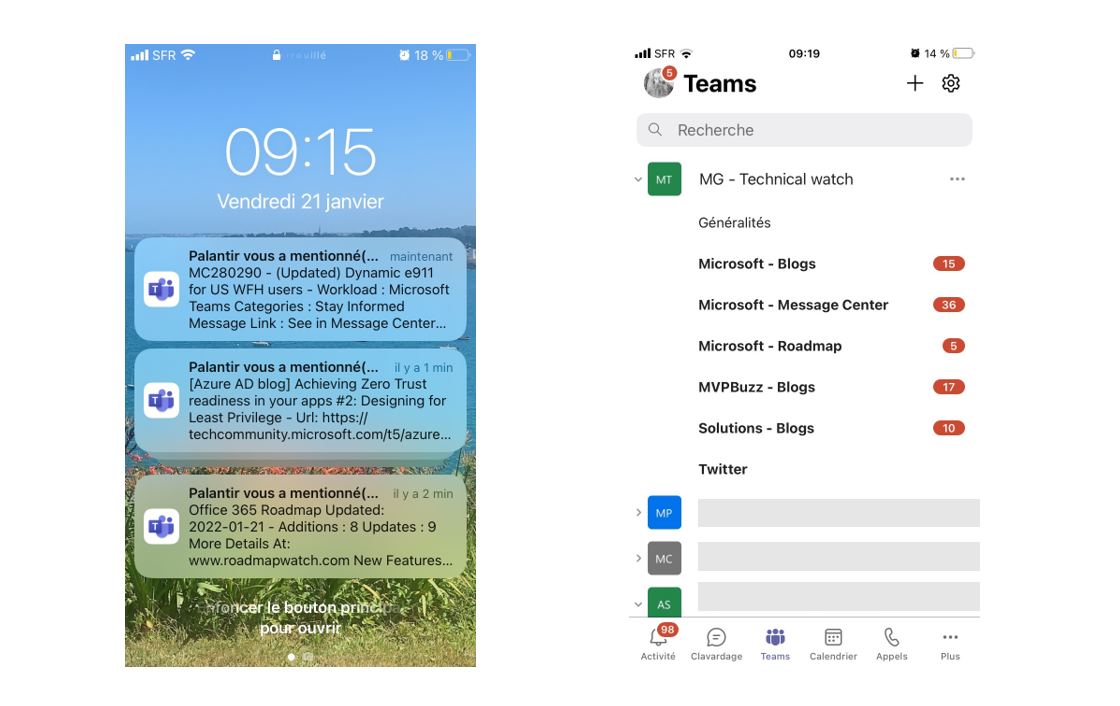 SFR
18 %
09:15
Vendredi 21 janvier
Palantir vous a mentionné(... maintenant
MC280290 - (Updated) Dynamic e911
for US WFH users - Workload : Microsoft
Teams Categories : Stay Informed
Message Link : See in Message Center...
Palantir vous a mentionné(... il y a 1 min
[Azure AD blog] Achieving Zero Trust
readiness in your apps #2: Designing for
Least Privilege - Url: https://
techcommunity.microsoft.com/t5/azure...
Palantir vous a mentionné(... il y a 2 min
Office 365 Roadmap Updated:
2022-01-21 - Additions : 8 Updates : 9
More Details At:
www.roadmapwatch.com New Features...
Enfoncer le bouton principal
pour ouvrir
SFR 09:19 14 %
5
Teams
Recherche
MT MG - Technical watch
Généralités
Microsoft - Blogs 15
Microsoft - Message Center 36
Microsoft - Roadmap 5
MVPBuzz - Blogs 17
Solutions - Blogs 10
Twitter
MP
MC
AS
98
Activité Clavardage Teams Calendrier Appels Plus